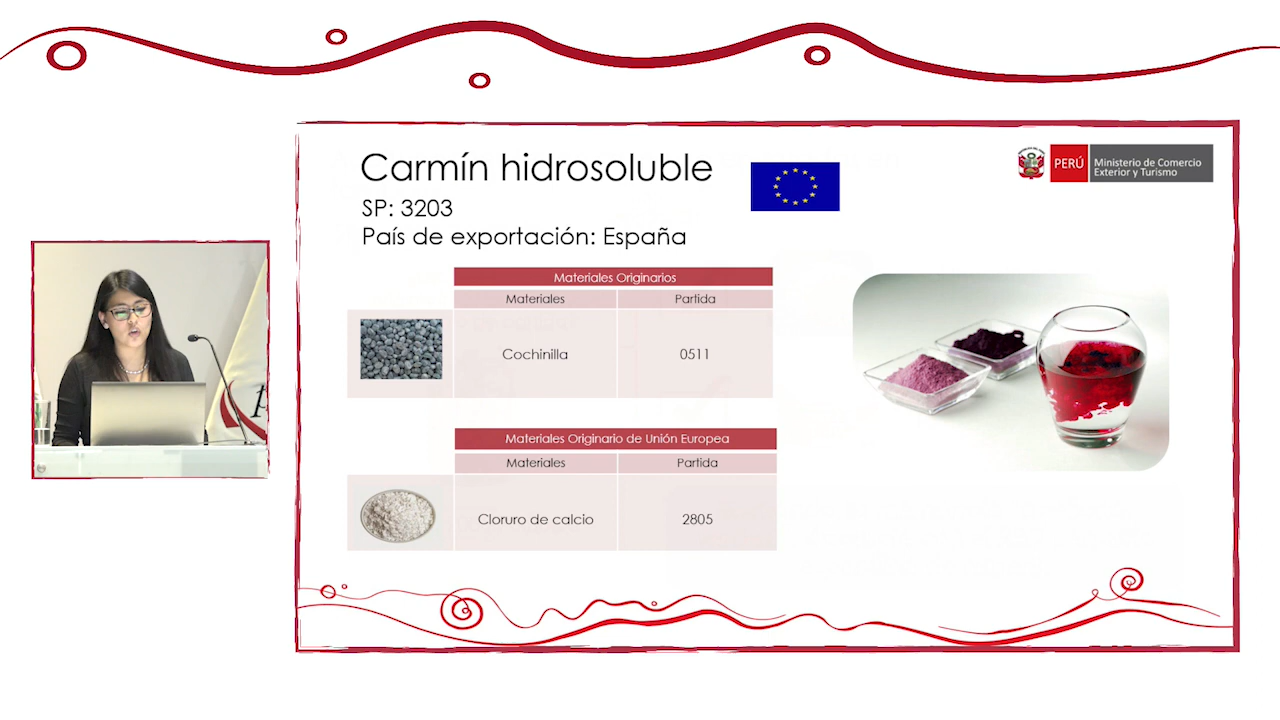 Carmín hidrosoluble
SP: 3203
País de exportación: España
PERÚ
Ministerio de Comercio
Exterior y Turismo
Materiales Originarios
Materiales Partida
Cochinilla 0511
Materiales Originario de Unión Europea
Materiales Partida
Cloruro de calcio 2805